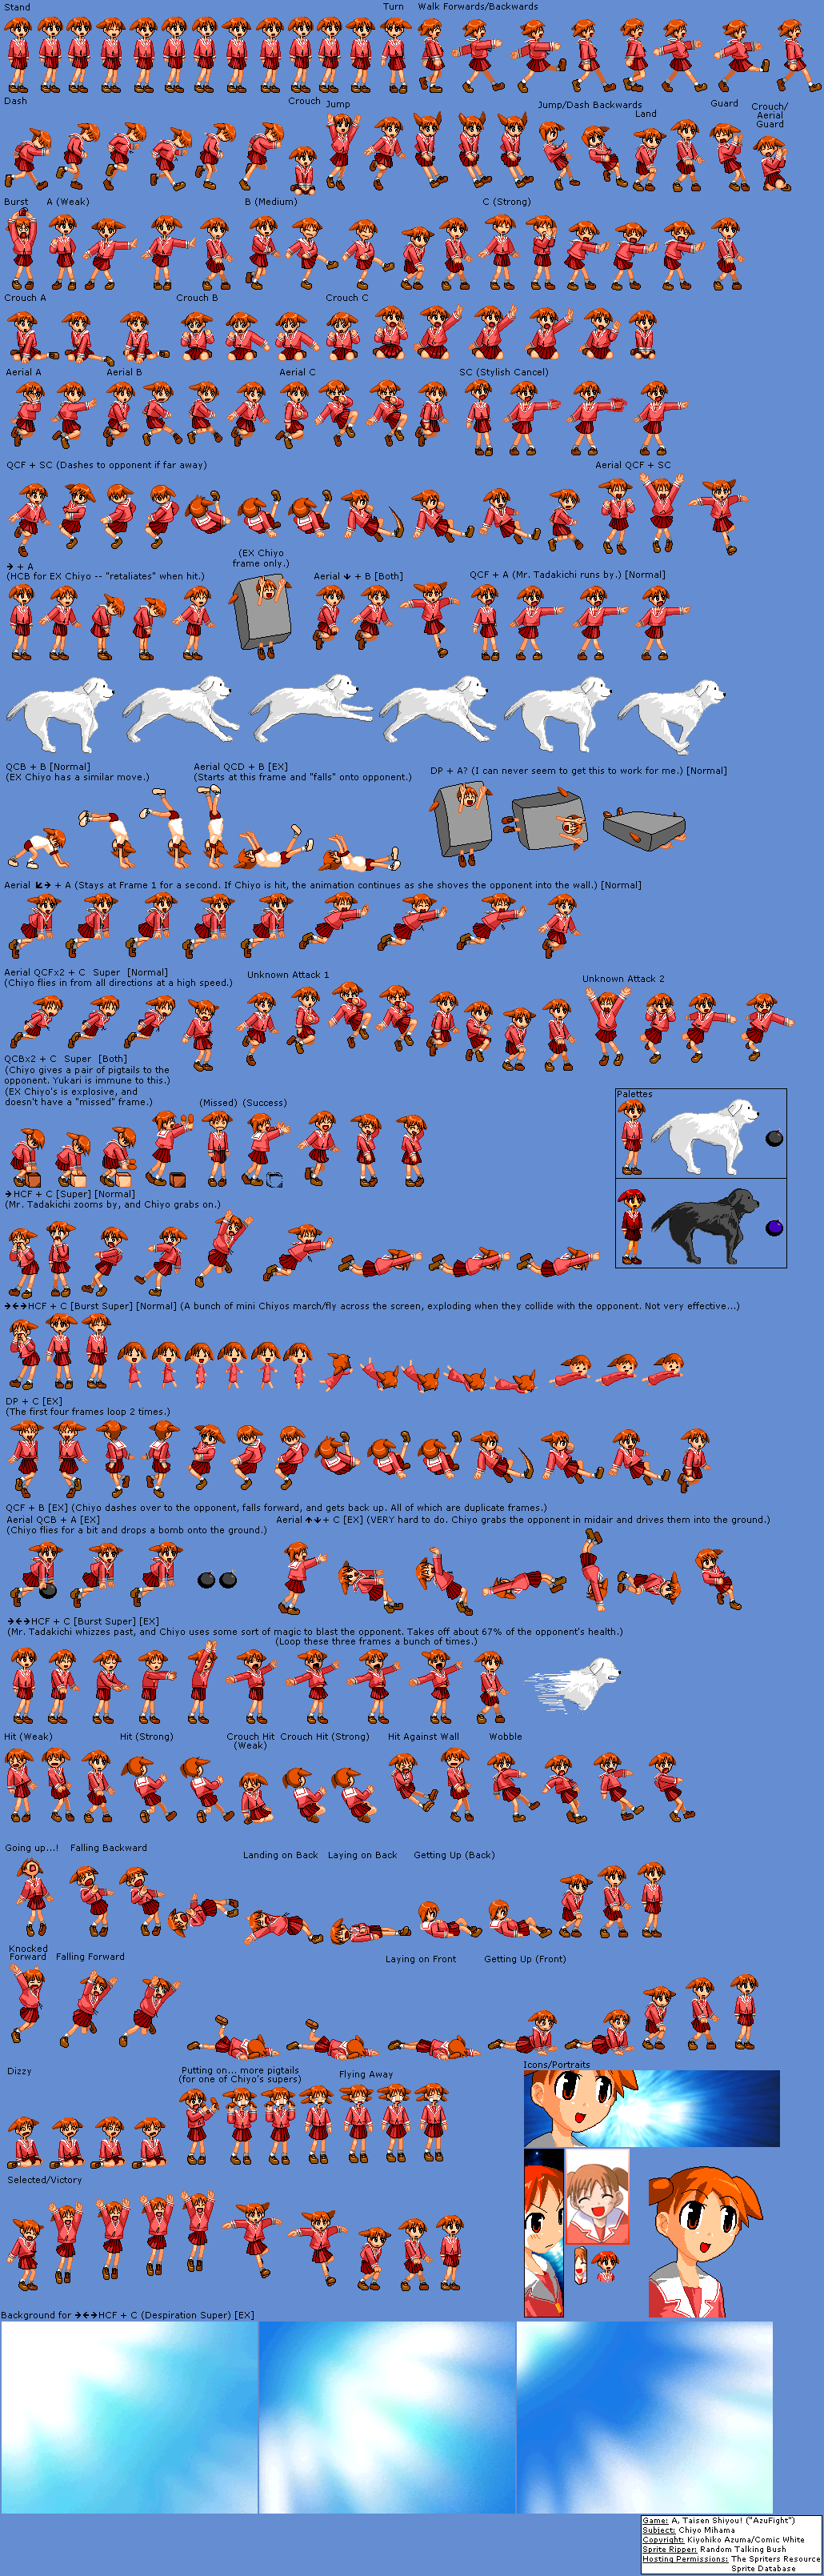 Stand
Turn
Walk Forwards/Backwards
Dash
Crouch
Jump
Jump/Dash Backwards
Land
Guard
Crouch/
Aerial
Guard
Burst
A (Weak)
B (Medium)
C (Strong)
Crouch A
Crouch B
Crouch C
Aerial A
Aerial B
Aerial C
SC (Stylish Cancel)
QCF + SC (Dashes to opponent if far away)
Aerial QCF + SC
→ + A
(HCB for EX Chiyo -- "retaliates" when hit.)
(EX Chiyo
frame only.)
Aerial ↓ + B [Both]
QCF + A (Mr. Tadakichi runs by.) [Normal]
QCB + B [Normal]
(EX Chiyo has a similar move.)
Aerial QCD + B [EX]
(Starts at this frame and "falls" onto opponent.)
DP + A? (I can never seem to get this to work for me.) [Normal]
Aerial ↙→ + A (Stays at Frame 1 for a second. If Chiyo is hit, the animation continues as she shoves the opponent into the wall.) [Normal]
Aerial QCFx2 + C Super [Normal]
(Chiyo flies in from all directions at a high speed.)
Unknown Attack 1
Unknown Attack 2
QCBx2 + C Super [Both]
(Chiyo gives a pair of pigtails to the
opponent. Yukari is immune to this.)
(EX Chiyo's is explosive, and
doesn't have a "missed" frame.)
(Missed)
(Success)
Palettes
→HCF + C [Super] [Normal]
(Mr. Tadakichi zooms by, and Chiyo grabs on.)
→←→HCF + C [Burst Super] [Normal] (A bunch of mini Chiyos march/fly across the screen, exploding when they collide with the opponent. Not very effective...)
DP + C [EX]
(The first four frames loop 2 times.)
QCF + B [EX] (Chiyo dashes over to the opponent, falls forward, and gets back up. All of which are duplicate frames.)
Aerial QCB + A [EX]
(Chiyo flies for a bit and drops a bomb onto the ground.)
Aerial ↑↓+ C [EX] (VERY hard to do. Chiyo grabs the opponent in midair and drives them into the ground.)
→←→HCF + C [Burst Super] [EX]
(Mr. Tadakichi whizzes past, and Chiyo uses some sort of magic to blast the opponent. Takes off about 67% of the opponent's health.)
(Loop these three frames a bunch of times.)
Hit (Weak)
Hit (Strong)
Crouch Hit
(Weak)
Crouch Hit (Strong)
Hit Against Wall
Wobble
Going up...!
Falling Backward
Landing on Back
Laying on Back
Getting Up (Back)
Knocked
Forward
Falling Forward
Laying on Front
Getting Up (Front)
Dizzy
Putting on... more pigtails
(for one of Chiyo's supers)
Flying Away
Icons/Portraits
Selected/Victory
Background for →←→HCF + C (Despiration Super) [EX]
Game: A, Taisen Shiyou! ("AzuFight")
Subject: Chiyo Mihama
Copyright: Kiyohiko Azuma/Comic White
Sprite Ripper: Random Talking Bush
Hosting Permissions: The Spriters Resource
Sprite Database